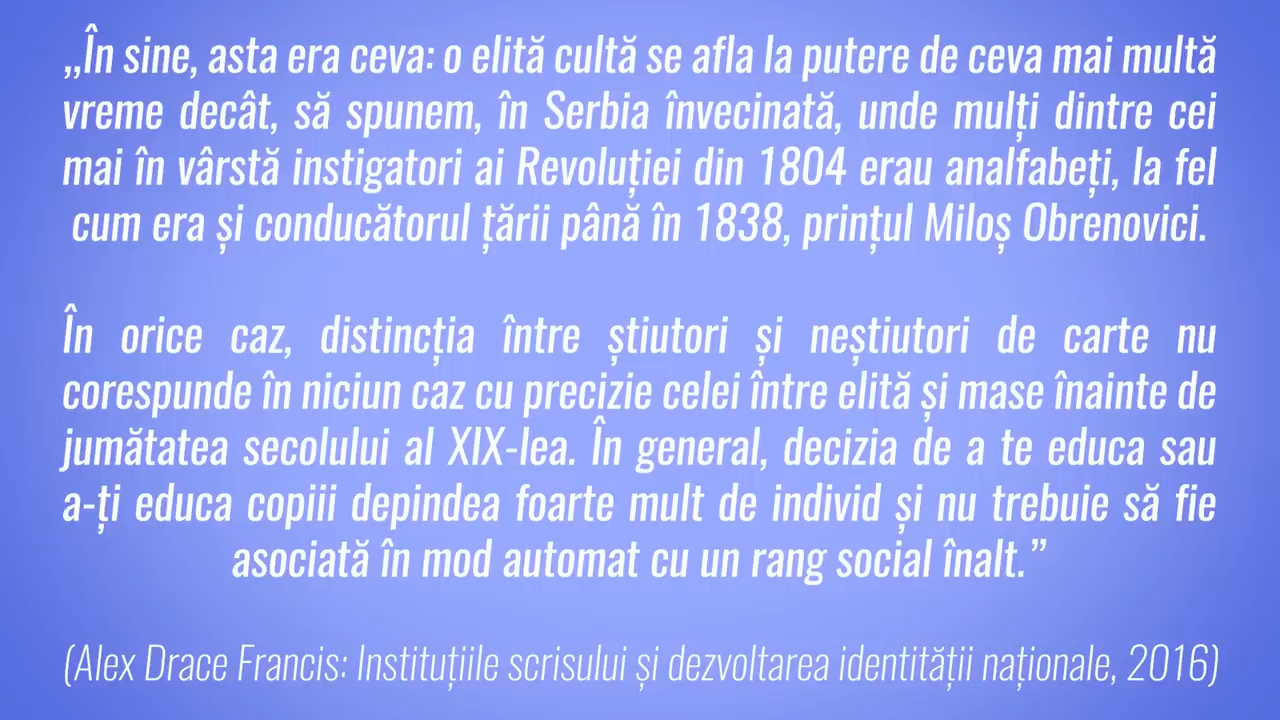 „În sine, asta era ceva: o elită cultă se afla la putere de ceva mai multă
vreme decât, să spunem, în Serbia învecinată, unde mulți dintre cei
mai în vârstă instigatori ai Revoluției din 1804 erau analfabeți, la fel
cum era și conducătorul țării până în 1838, prințul Miloș Obrenovici.
În orice caz, distincția între știutori și neștiutori de carte nu
corespunde în niciun caz cu precizie celei între elită și mase înainte de
jumătatea secolului al XIX-lea. În general, decizia de a te educa sau
a-ți educa copiii depindea foarte mult de individ și nu trebuie să fie
asociată în mod automat cu un rang social înalt.”
(Alex Drace Francis: Instituțiile scrisului și dezvoltarea identității naționale, 2016)